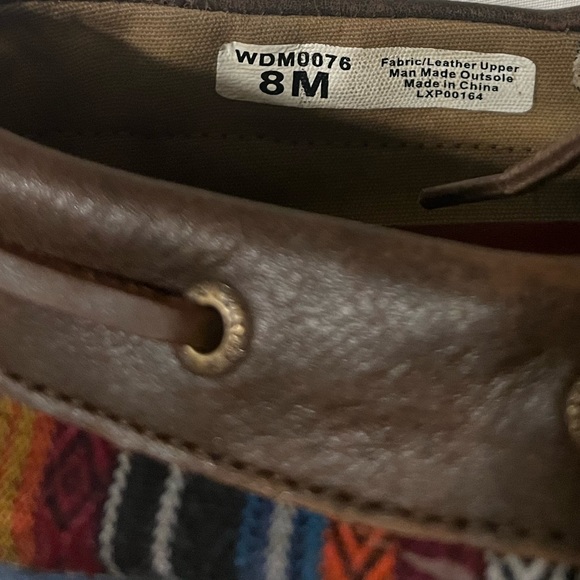 WDM0076
8M
Fabric/Leather Upper
Man Made Outsole
Made in China
LXP00164